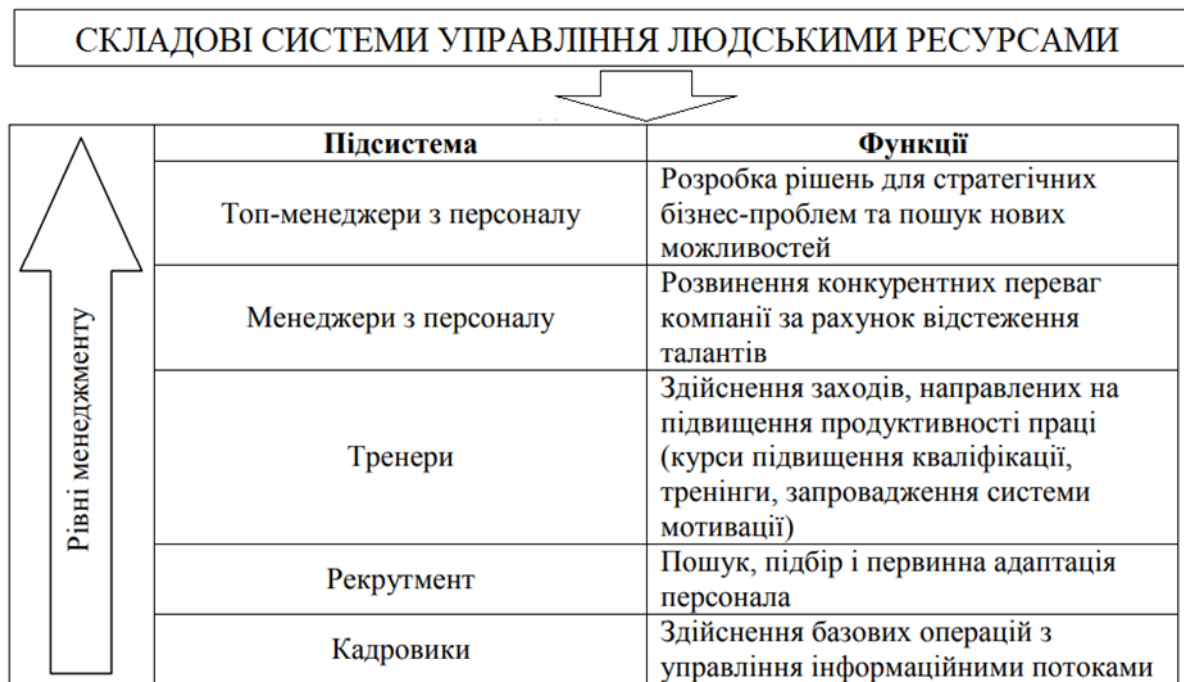 СКЛАДОВІ СИСТЕМИ УПРАВЛІННЯ ЛЮДСЬКИМИ РЕСУРСАМИ
Рівні менеджменту
Підсистема
Функції
Топ-менеджери з персоналу
Розробка рішень для стратегічних
бізнес-проблем та пошук нових
можливостей
Менеджери з персоналу
Розвинення конкурентних переваг
компанії за рахунок відстеження
талантів
Тренери
Здійснення заходів, направлених на
підвищення продуктивності праці
(курси підвищення кваліфікації,
тренінги, запровадження системи
мотивації)
Рекрутмент
Пошук, підбір і первинна адаптація
персонала
Кадровики
Здійснення базових операцій з
управління інформаційними потоками